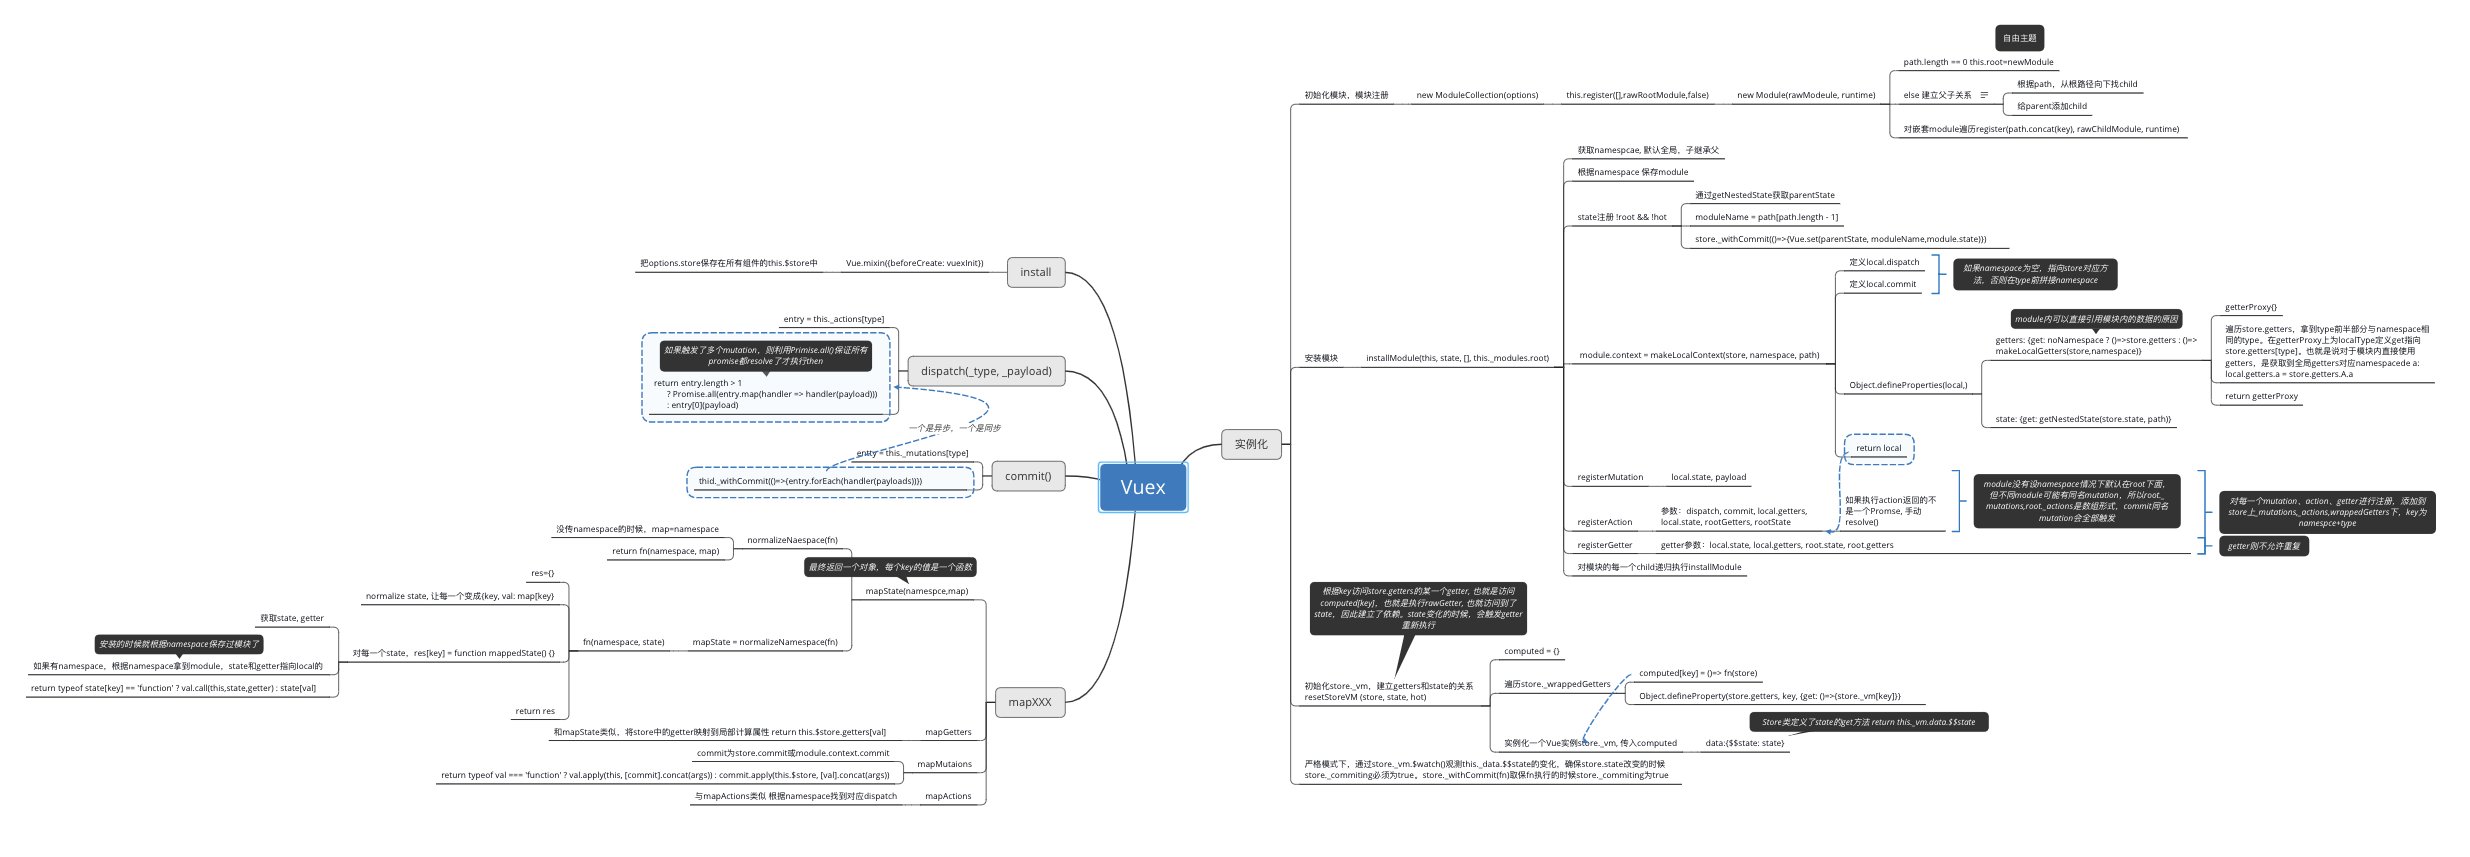 自由主题
Vuex
install
Vue.mixin({beforeCreate: vuexInit})
把options.store保存在所有组件的this.$store中
dispatch(_type, _payload)
entry = this._actions[type]
如果触发了多个mutation，则利用Primise.all()保证所有
promise都resolve了才执行then
return entry.length > 1
? Promise.all(entry.map(handler => handler(payload)))
: entry[0](payload)
一个是异步，一个是同步
commit()
entty = this._mutations[type]
thid._withCommit(()=>{entry.forEach(handler(payloads))})
mapXXX
最终返回一个对象，每个key的值是一个函数
mapState(namespce,map)
normalizeNaespace(fn)
没传namespace的时候，map=namespace
return fn(namespace, map)
mapState = normalizeNamespace(fn)
fn(namespace, state)
res={}
normalize state, 让每一个变成{key, val: map[key}
对每一个state，res[key] = function mappedState() {}
获取state, getter
安装的时候就根据namespace保存过模块了
如果有namespace，根据namespace拿到module，state和getter指向local的
return typeof state[key] == 'function' ? val.call(this,state,getter) : state[val]
return res
mapGetters
和mapState类似，将store中的getter映射到局部计算属性 return this.$store.getters[val]
mapMutaions
commit为store.commit或module.context.commit
return typeof val === 'function' ? val.apply(this, [commit].concat(args)) : commit.apply(this.$store, [val].concat(args))
mapActions
与mapActions类似 根据namespace找到对应dispatch
实例化
初始化模块，模块注册
new ModuleCollection(options)
this.register([],rawRootModule,false)
new Module(rawModeule, runtime)
path.length == 0 this.root=newModule
else 建立父子关系
根据path，从根路径向下找child
给parent添加child
对嵌套module遍历register(path.concat(key), rawChildModule, runtime)
安装模块
installModule(this, state, [], this._modules.root)
获取namespcae, 默认全局，子继承父
根据namespace 保存module
state注册 !root && !hot
通过getNestedState获取parentState
moduleName = path[path.length - 1]
store._withCommit(()=>{Vue.set(parentState, moduleName,module.state)})
module.context = makeLocalContext(store, namespace, path)
定义local.dispatch
定义local.commit
如果namespace为空，指向store对应方
法，否则在type前拼接namespace
Object.defineProperties(local,)
module内可以直接引用模块内的数据的原因
getters: {get: noNamespace ? ()=>store.getters : ()=>
makeLocalGetters(store,namespace)}
getterProxy{}
遍历store.getters，拿到type前半部分与namespace相
同的type。在getterProxy上为localType定义get指向
store.getters[type]。也就是说对于模块内直接使用
getters，是获取到全局getters对应namespacede a:
local.getters.a = store.getters.A.a
return getterProxy
state: {get: getNestedState(store.state, path)}
return local
registerMutation
local.state, payload
registerAction
参数：dispatch, commit, local.getters,
local.state, rootGetters, rootState
如果执行action返回的不
是一个Promse, 手动
resolve()
module没有设namespace情况下默认在root下面，
但不同module可能有同名mutation，所以root._
mutations,root._actions是数组形式，commit同名
mutation会全部触发
对每一个mutation、action、getter进行注册，添加到
store上_mutations,_actions,wrappedGetters下，key为
namespce+type
registerGetter
getter参数：local.state, local.getters, root.state, root.getters
getter则不允许重复
对模块的每一个child递归执行installModule
根据key访问store.getters的某一个getter, 也就是访问
computed[key]，也就是执行rawGetter, 也就访问到了
state，因此建立了依赖。state变化的时候，会触发getter
重新执行
初始化store._vm，建立getters和state的关系
resetStoreVM (store, state, hot)
computed = {}
遍历store._wrappedGetters
computed[key] = ()=> fn(store)
Object.defineProperty(store.getters, key, {get: ()=>{store._vm[key]}}
实例化一个Vue实例store._vm, 传入computed
data:{$$state: state}
Store类定义了state的get方法 return this._vm.data.$$state
严格模式下，通过store._vm.$watch()观测this._data.$$state的变化，确保store.state改变的时候
store._commiting必须为true。store._withCommit(fn)取保fn执行的时候store._commiting为true